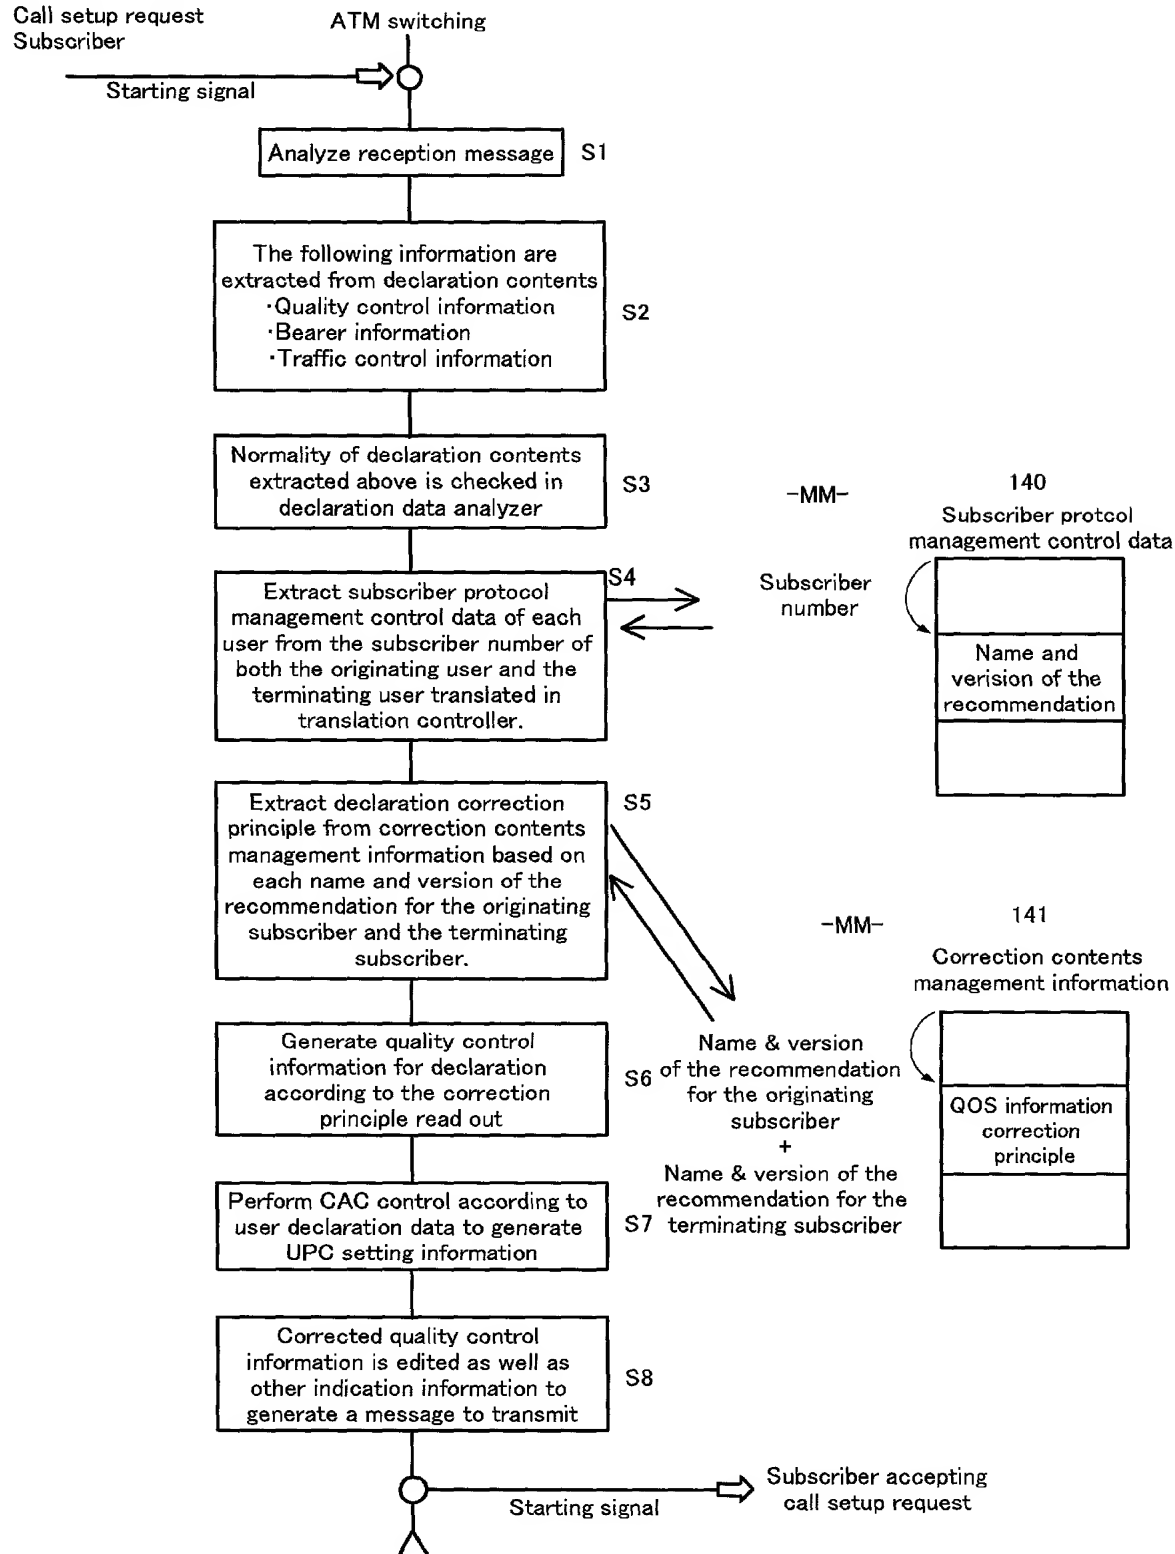 Call setup request
Subscriber
ATM switching
Starting signal
Analyze reception message
S1
The following information are
extracted from declaration contents
·Quality control information
·Bearer information
·Traffic control information
S2
Normality of declaration contents
extracted above is checked in
declaration data analyzer
S3
-MM-
140
Subscriber protcol
management control data
Extract subscriber protocol
management control data of each
user from the subscriber number of
both the originating user and the
terminating user translated in
translation controller.
S4
Subscriber
number
Name and
verision of the
recommendation
Extract declaration correction
principle from correction contents
management information based on
each name and version of the
recommendation for the originating
subscriber and the terminating
subscriber.
S5
-MM-
141
Correction contents
management information
Generate quality control
information for declaration
according to the correction
principle read out
S6
Name & version
of the recommendation
for the originating
subscriber
+
Name & version of the
recommendation for the
terminating subscriber
QOS information
correction
principle
Perform CAC control according to
user declaration data to generate
UPC setting information
S7
Corrected quality control
information is edited as well as
other indication information to
generate a message to transmit
S8
Starting signal
Subscriber accepting
call setup request